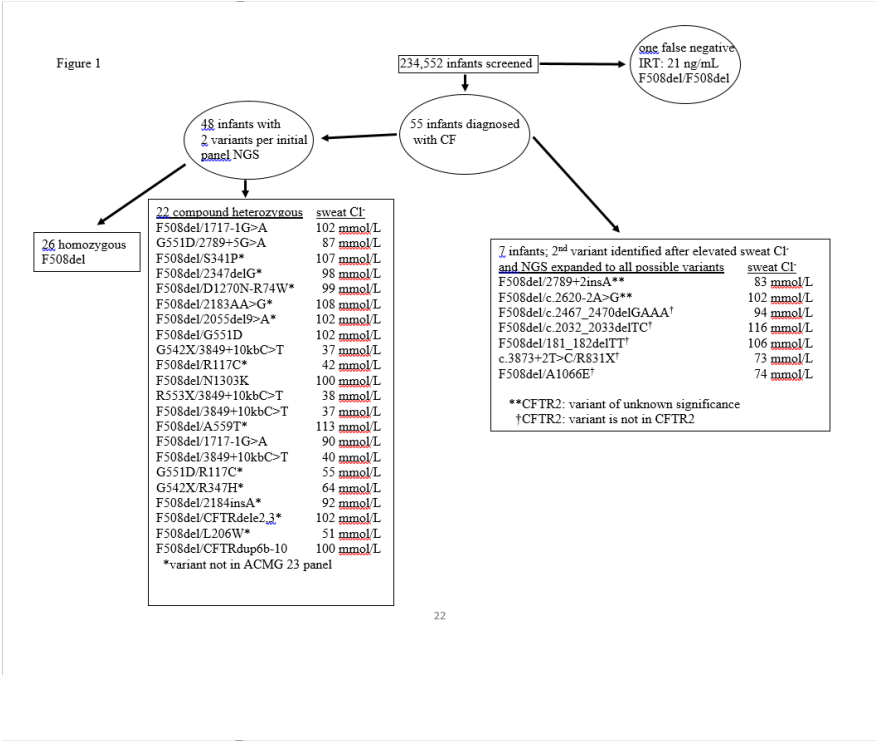 Figure 1
234,552 infants screened
one false negative
IRT: 21 ng/mL
F508del/F508del
48 infants with
2 variants per initial
panel NGS
55 infants diagnosed
with CF
26 homozygous
F508del
22 compound heterozygous sweat Cl-
F508del/1717-1G>A 102 mmol/L
G551D/2789+5G>A 87 mmol/L
F508del/S341P* 107 mmol/L
F508del/2347delG* 98 mmol/L
F508del/D1270N-R74W* 99 mmol/L
F508del/2183AA>G* 108 mmol/L
F508del/2055del9>A* 102 mmol/L
F508del/G551D 102 mmol/L
G542X/3849+10kbC>T 37 mmol/L
F508del/R117C* 42 mmol/L
F508del/N1303K 100 mmol/L
R553X/3849+10kbC>T 38 mmol/L
F508del/3849+10kbC>T 37 mmol/L
F508del/A559T* 113 mmol/L
F508del/1717-1G>A 90 mmol/L
F508del/3849+10kbC>T 40 mmol/L
G551D/R117C* 55 mmol/L
G542X/R347H* 64 mmol/L
F508del/2184insA* 92 mmol/L
F508del/CFTRdele2,3* 102 mmol/L
F508del/L206W* 51 mmol/L
F508del/CFTRdup6b-10 100 mmol/L
*variant not in ACMG 23 panel
7 infants; 2nd variant identified after elevated sweat Cl-
and NGS expanded to all possible variants sweat Cl-
F508del/2789+2insA** 83 mmol/L
F508del/c.2620-2A>G** 102 mmol/L
F508del/c.2467_2470delGAAA† 94 mmol/L
F508del/c.2032_2033delTC† 116 mmol/L
F508del/181_182delTT† 106 mmol/L
c.3873+2T>C/R831X† 73 mmol/L
F508del/A1066E† 74 mmol/L
**CFTR2: variant of unknown significance
†CFTR2: variant is not in CFTR2
22